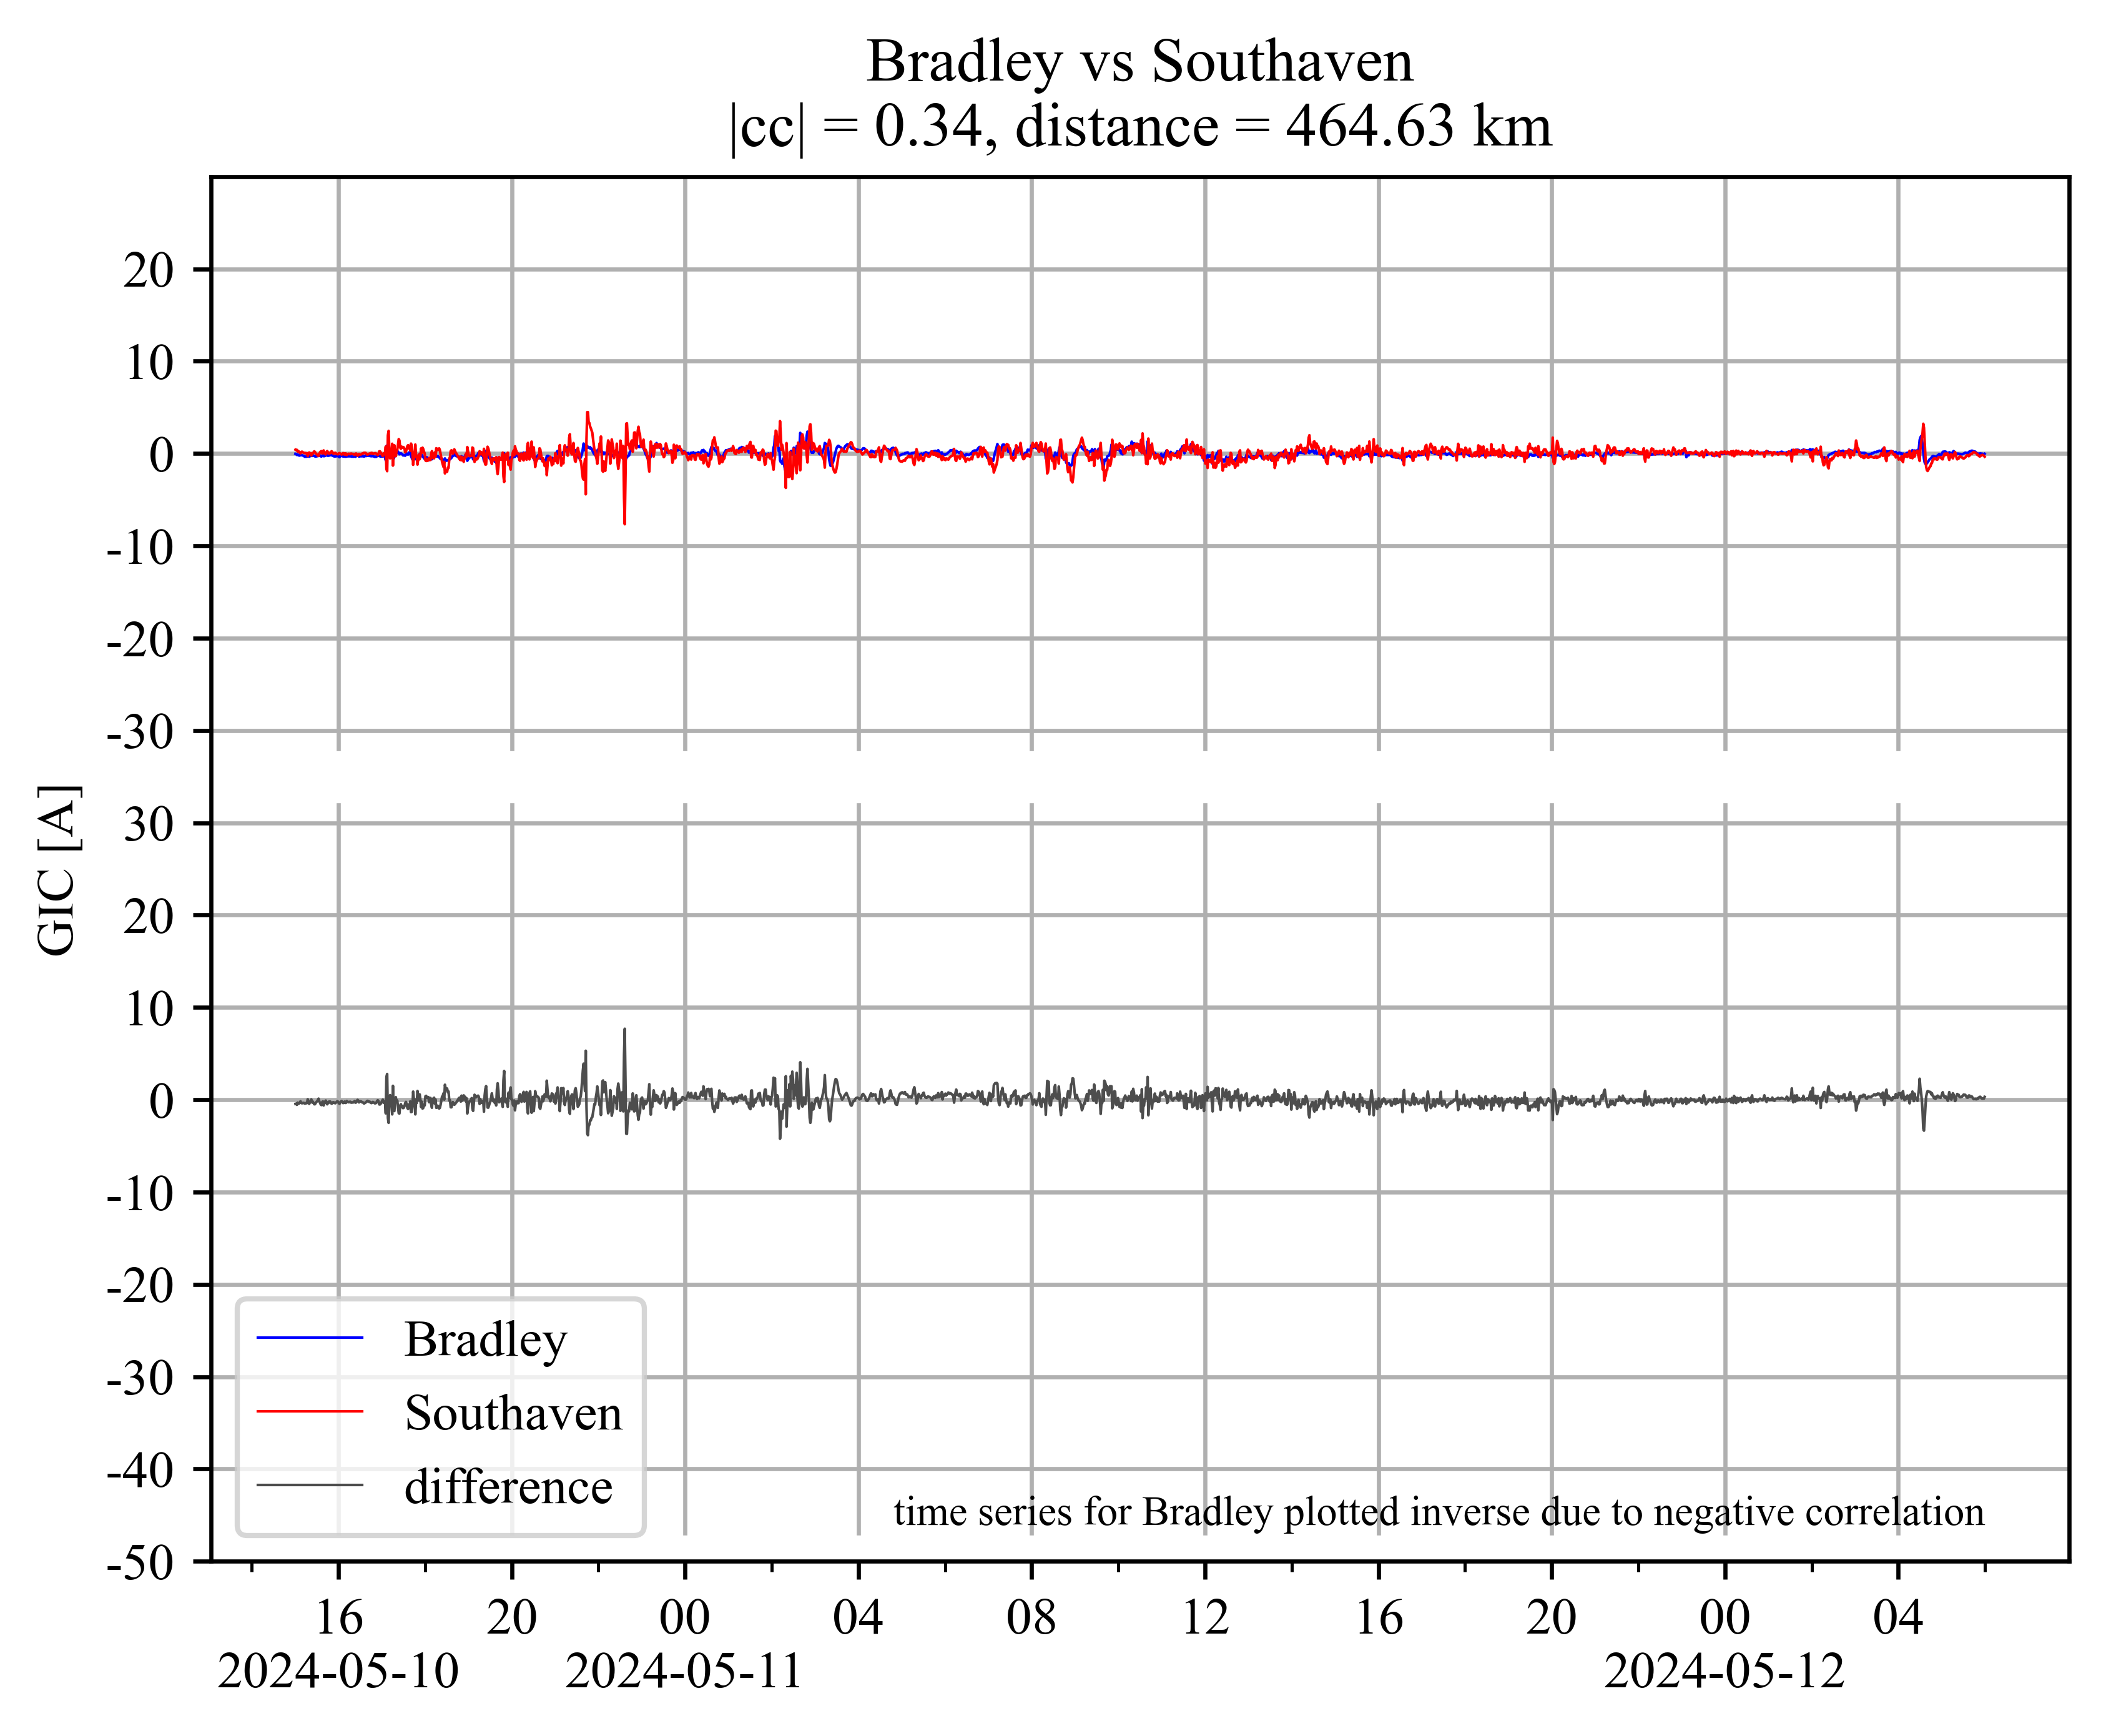 Bradley vs Southaven
|cc| = 0.34, distance = 464.63 km
20
10
0
-10
-20
-30
30
20
10
0
-10
-20
-30
-40
-50
GIC [A]
Bradley
Southaven
difference
time series for Bradley plotted inverse due to negative correlation
16 20 00 04 08 12 16 20 00 04
2024-05-10 2024-05-11 2024-05-12